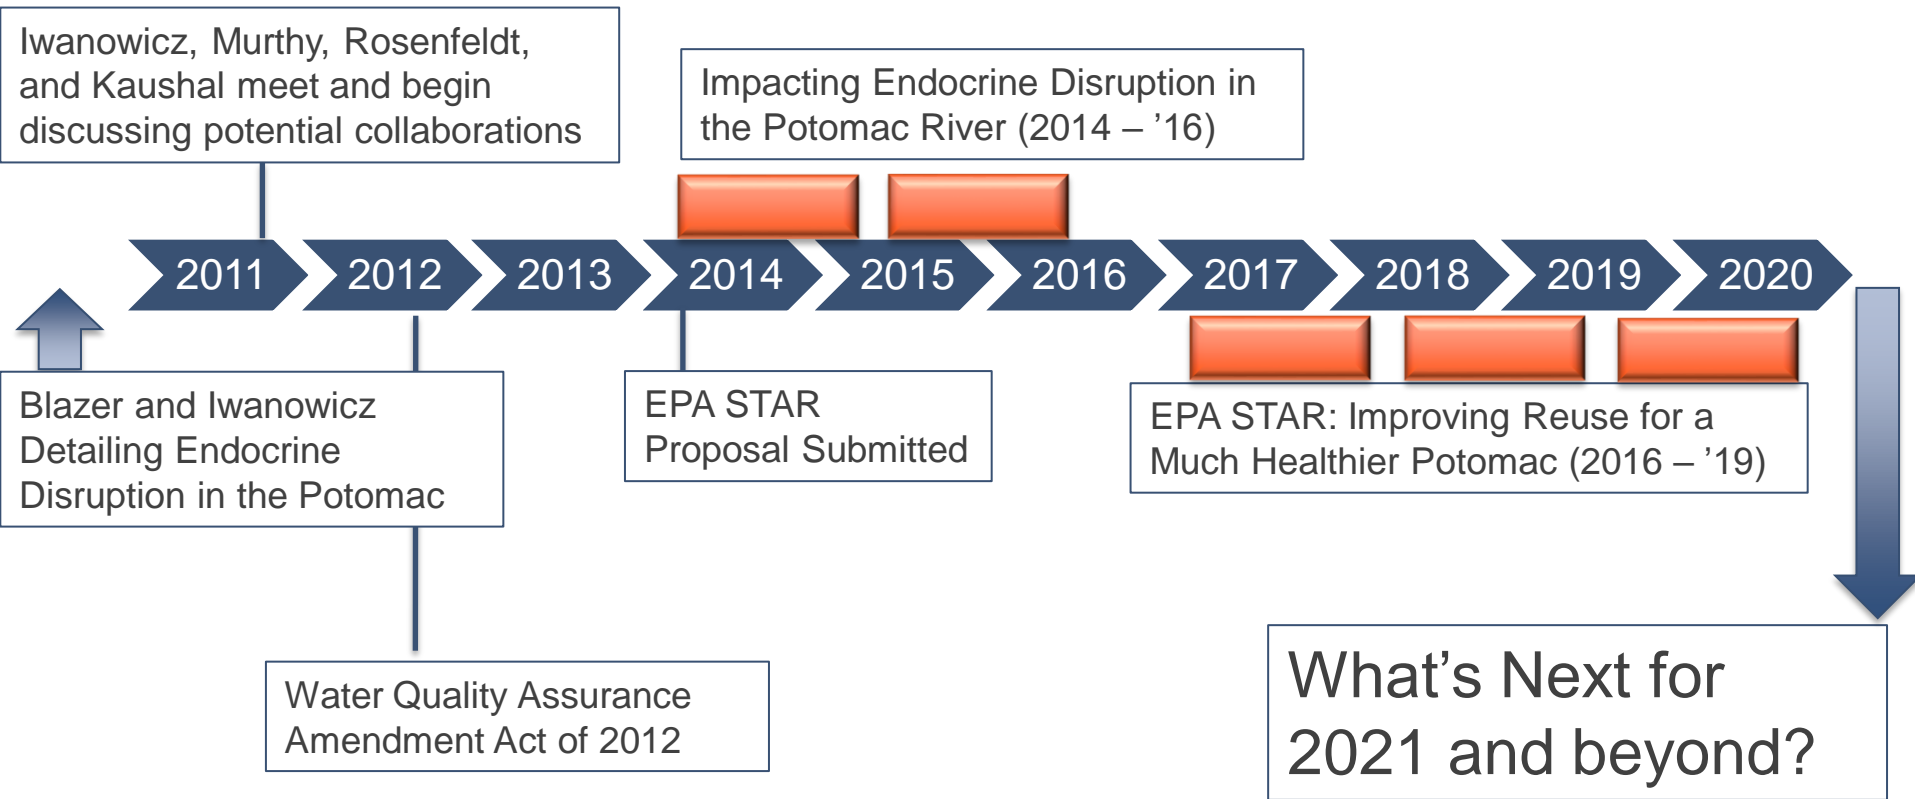 Iwanowicz, Murthy, Rosenfeldt,
and Kaushal meet and begin
discussing potential collaborations
Impacting Endocrine Disruption in
the Potomac River (2014 – ’16)
2011
2012
2013
2014
2015
2016
2017
2018
2019
2020
Blazer and Iwanowicz
Detailing Endocrine
Disruption in the Potomac
EPA STAR
Proposal Submitted
EPA STAR: Improving Reuse for a
Much Healthier Potomac (2016 – ’19)
Water Quality Assurance
Amendment Act of 2012
What’s Next for
2021 and beyond?